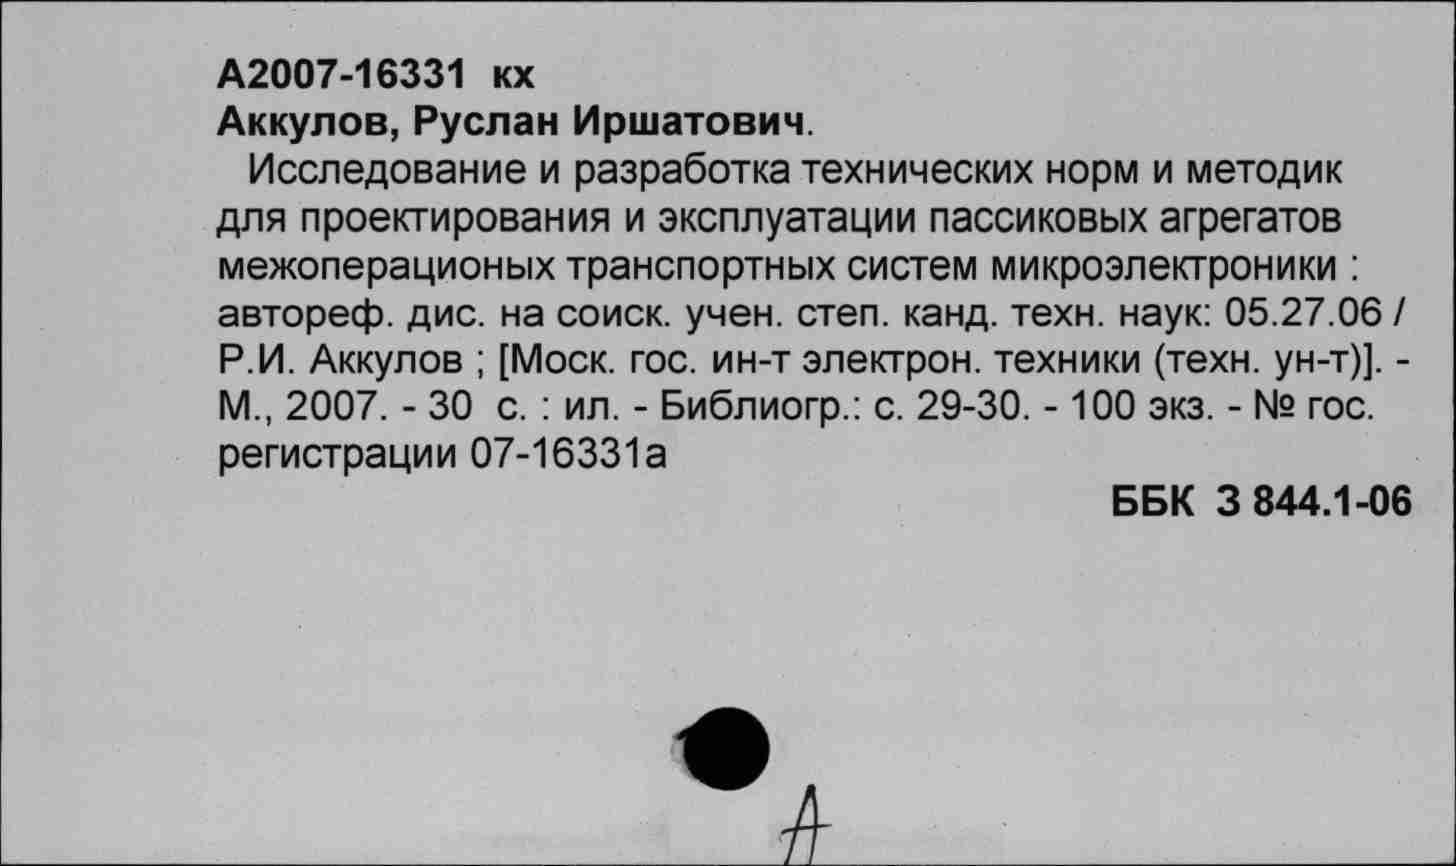 А2007-16331 кх
Аккулов, Руслан Иршатович.
Исследование и разработка технических норм и методик
для проектирования и эксплуатации пассиковых агрегатов
межоперационых транспортных систем микроэлектроники :
автореф. дис. на соиск. учен. степ. канд. техн. наук: 05.27.06 /
Р.И. Аккулов ; [Моск. гос. ин-т электрон. техники (техн. ун-т)]. -
М., 2007. - 30 с. : ил. - Библиогр.: с. 29-30. - 100 экз. - № гос.
регистрации 07-16331а
ББК З 844.1-06
А